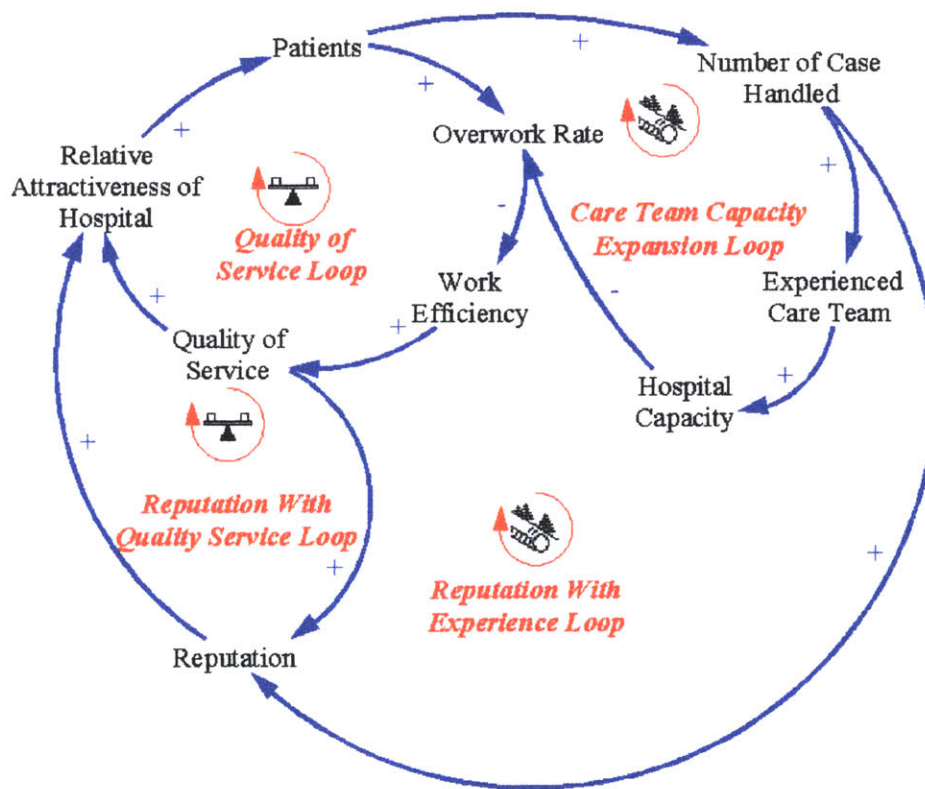 Patients
+
+
+
Number of Case
Handled
Overwork Rate
+
Relative
Attractiveness of
Hospital
+
-
Quality of
Service Loop
Care Team Capacity
Expansion Loop
Work
Efficiency
Experienced
Care Team
+
+
-
Quality of
Service
+
Hospital
Capacity
+
Reputation With
Quality Service Loop
+
+
Reputation With
Experience Loop
Reputation